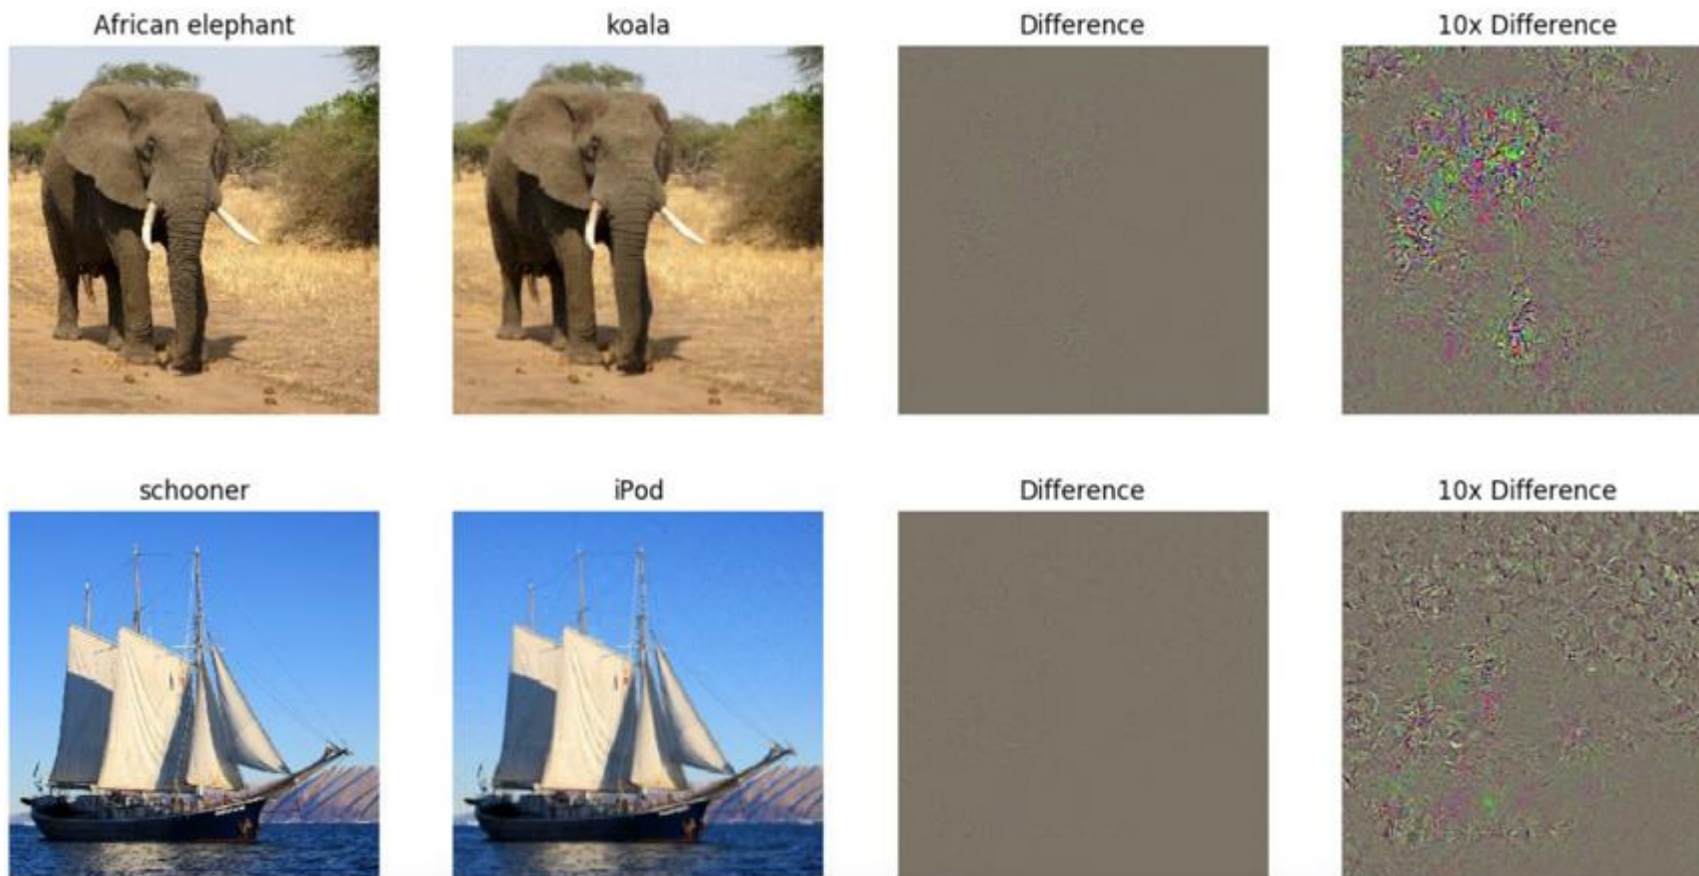 African elephant
koala
Difference
10x Difference
schooner
iPod
Difference
10x Difference